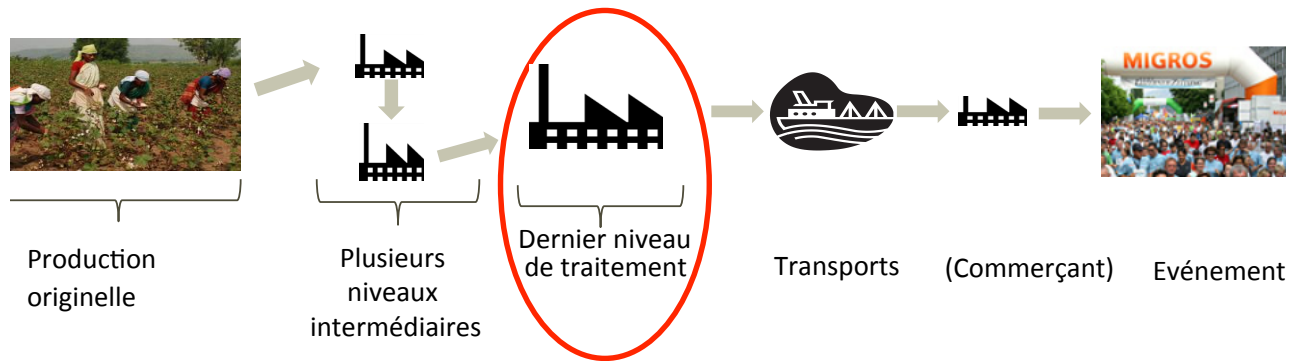 MIGROS
Production
originelle
Plusieurs
niveaux
intermédiaires
Dernier niveau
de traitement
Transports
(Commerçant)
Evénement